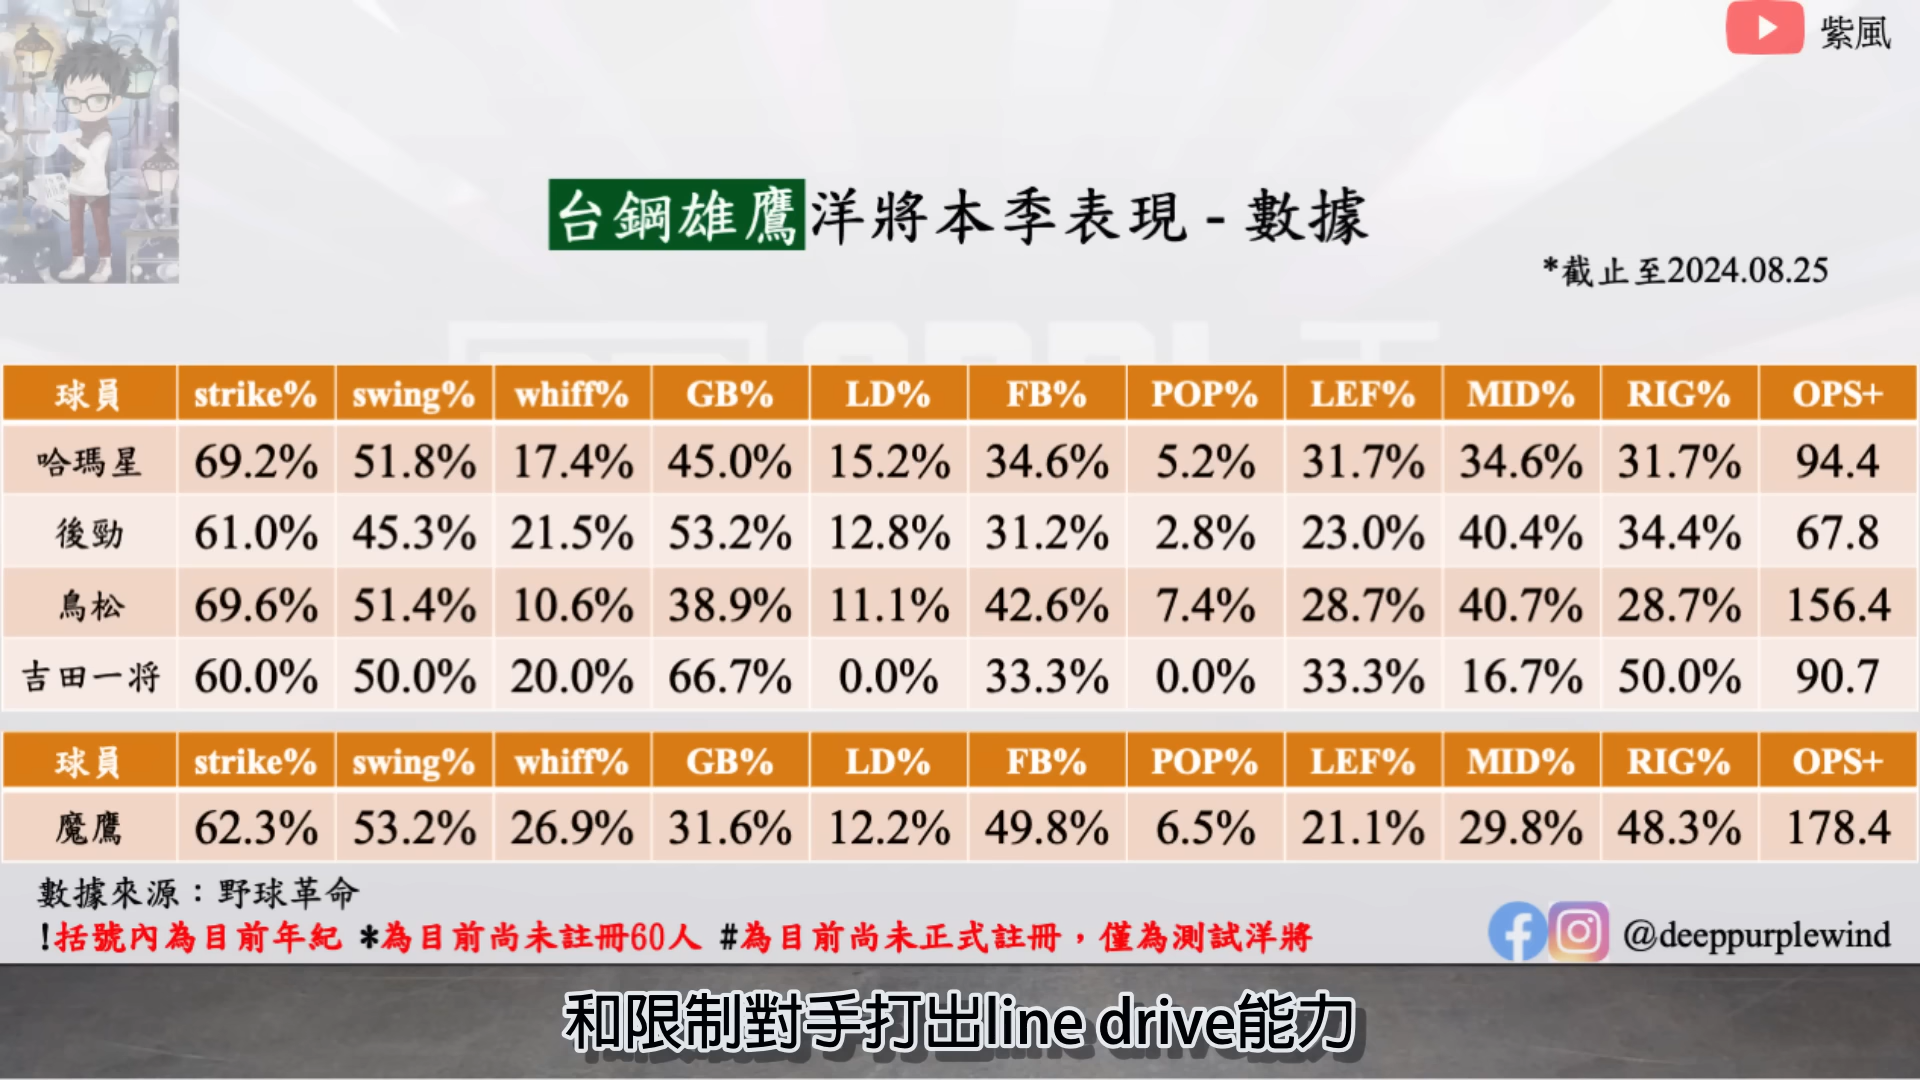 紫風
台鋼雄鷹洋將本季表現 - 數據
*截止至2024.08.25
球員 strike% swing% whiff% GB% LD% FB% POP% LEF% MID% RIG% OPS+
哈瑪星 69.2% 51.8% 17.4% 45.0% 15.2% 34.6% 5.2% 31.7% 34.6% 31.7% 94.4
後勁 61.0% 45.3% 21.5% 53.2% 12.8% 31.2% 2.8% 23.0% 40.4% 34.4% 67.8
鳥松 69.6% 51.4% 10.6% 38.9% 11.1% 42.6% 7.4% 28.7% 40.7% 28.7% 156.4
吉田一将 60.0% 50.0% 20.0% 66.7% 0.0% 33.3% 0.0% 33.3% 16.7% 50.0% 90.7
球員 strike% swing% whiff% GB% LD% FB% POP% LEF% MID% RIG% OPS+
魔鷹 62.3% 53.2% 26.9% 31.6% 12.2% 49.8% 6.5% 21.1% 29.8% 48.3% 178.4
數據來源：野球革命
!括號內為目前年紀 *為目前尚未註冊60人 #為目前尚未正式註冊，僅為測試洋將
@deeppurplewind
和限制對手打出line drive能力